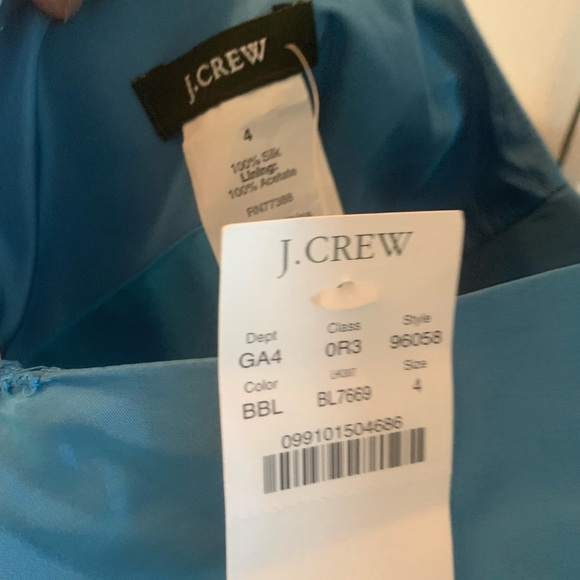 J.CREW
4
100% Silk
Lining:
100% Acetate
RN77388
J.CREW
Dept Class Style
GA4 0R3 96058
Color Size
BBL BL7669 4
099101504686